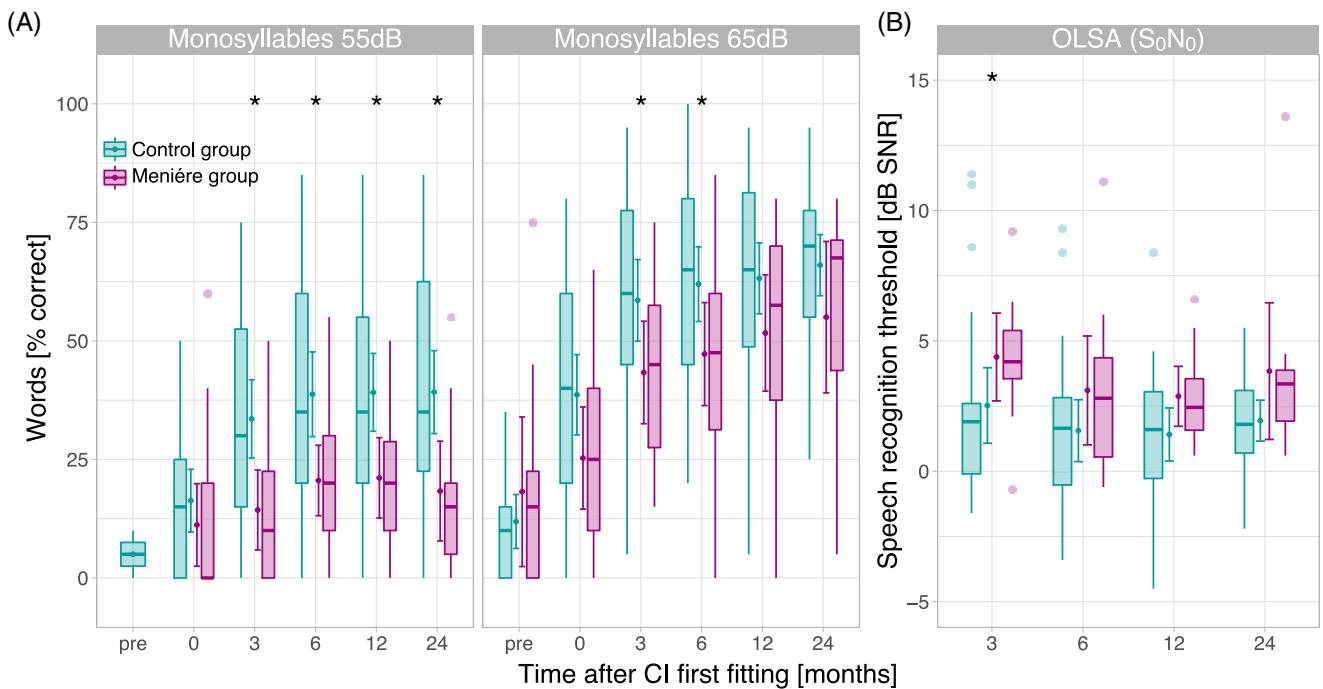 (A)
Monosyllables 55dB
Monosyllables 65dB
(B)
OLSA (S₀N₀)
Words [% correct]
100
75
50
25
0
* * * *
* *
Control group
Meniére group
pre 0 3 6 12 24
pre 0 3 6 12 24
Time after CI first fitting [months]
Speech recognition threshold [dB SNR]
15
10
5
0
−5
*
3 6 12 24